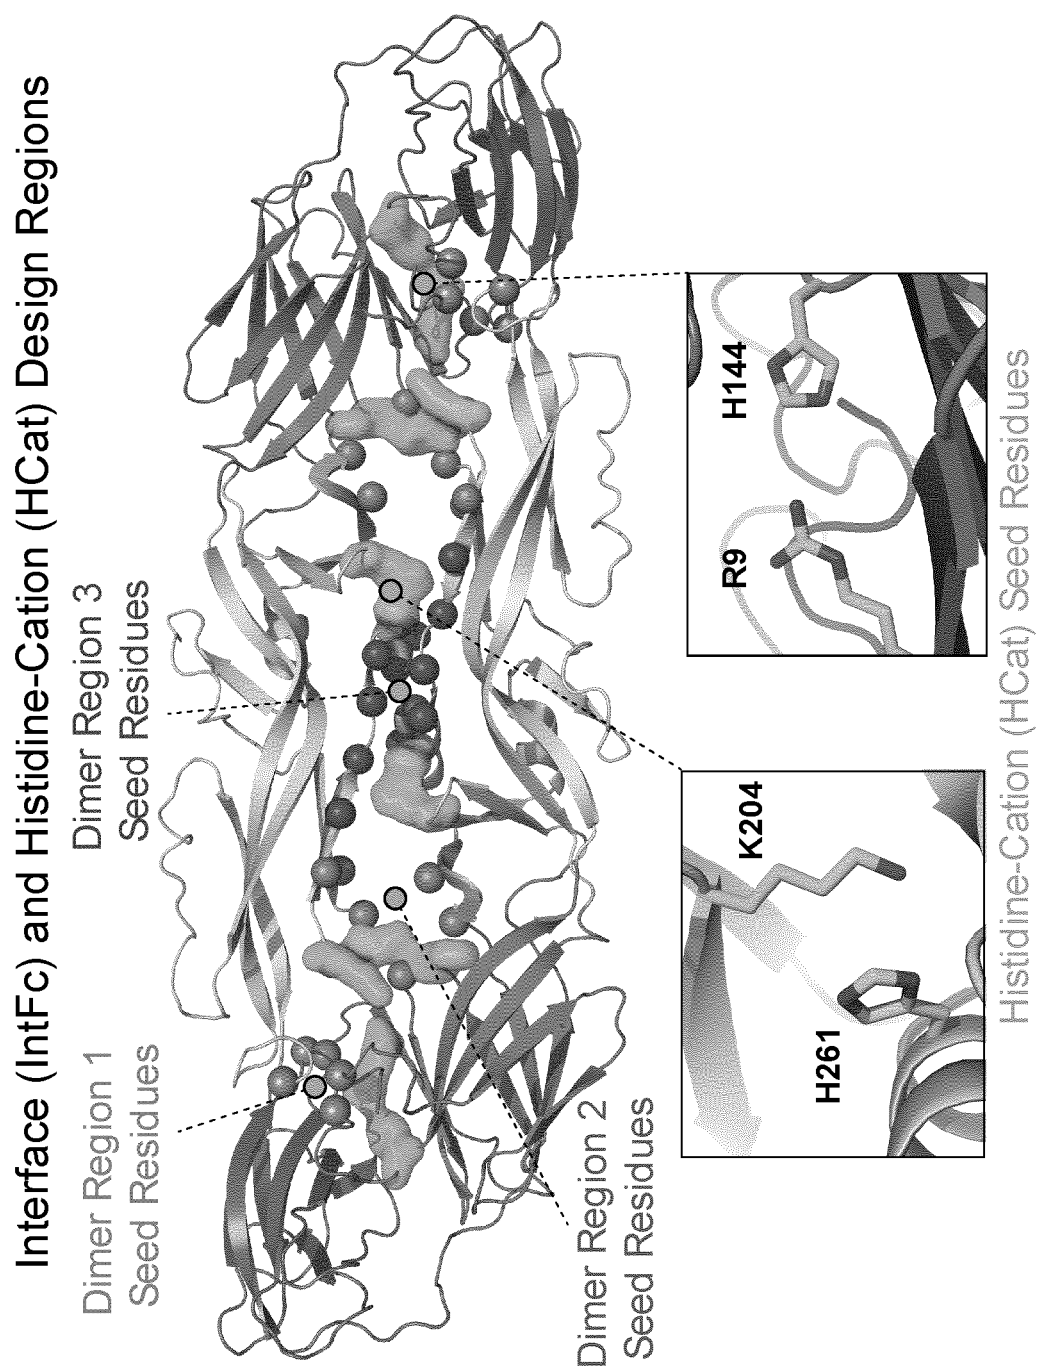 Interface (IntFc) and Histidine-Cation (HCat) Design Regions
Dimer Region 1
Seed Residues
Dimer Region 3
Seed Residues
Dimer Region 2
Seed Residues
H261
K204
R9
H144
Histidine-Cation (HCat) Seed Residues